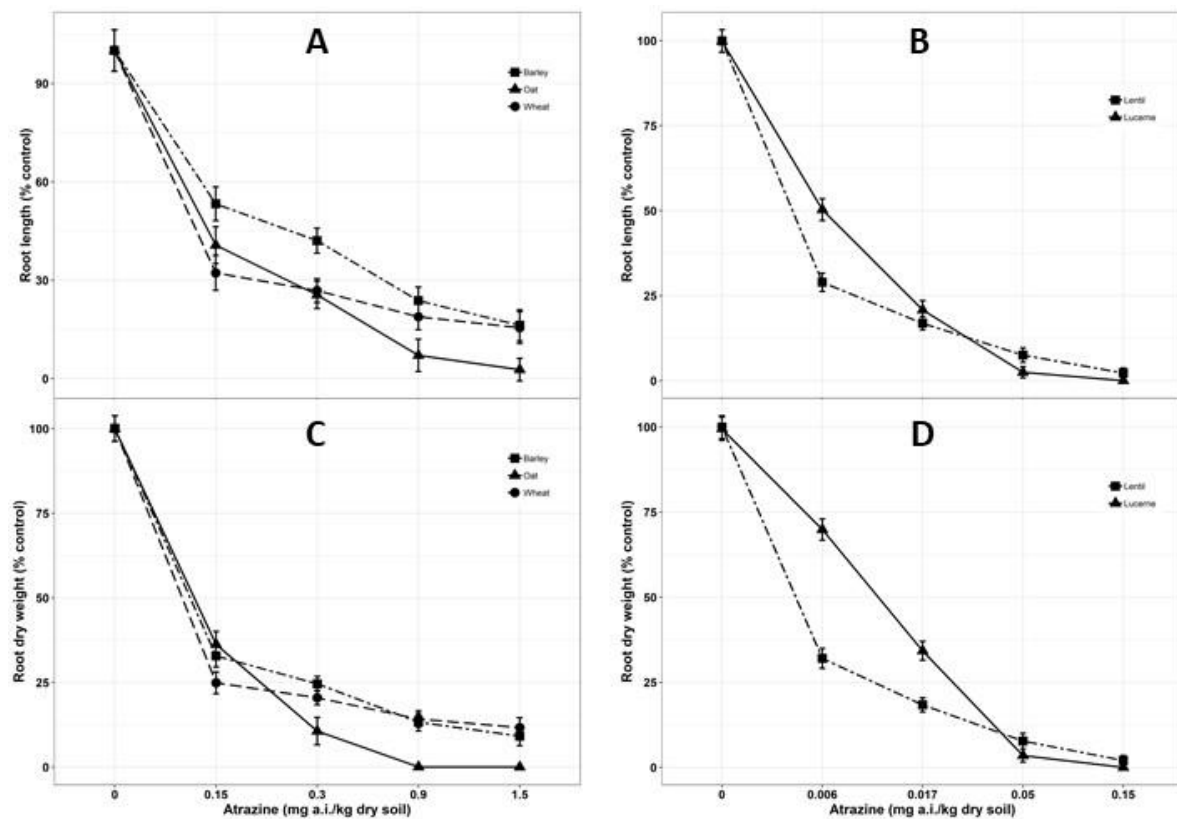 A
Barley
Oat
Wheat
90
60
30
0
Root length (% control)
B
Lentil
Lucerne
100
75
50
25
0
Root length (% control)
C
Barley
Oat
Wheat
100
75
50
25
0
Root dry weight (% control)
0 0.15 0.3 0.9 1.5
Atrazine (mg a.i./kg dry soil)
D
Lentil
Lucerne
100
75
50
25
0
Root dry weight (% control)
0 0.006 0.017 0.05 0.15
Atrazine (mg a.i./kg dry soil)